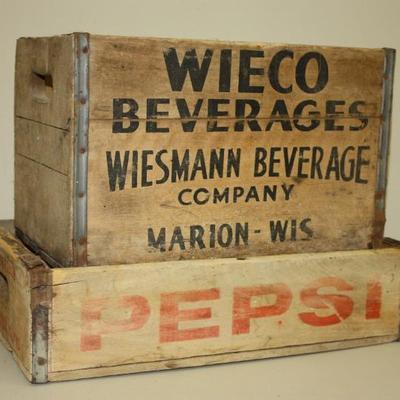 WIECO
BEVERAGES
WIESMANN BEVERAGE
COMPANY
MARION-WIS
PEPSI